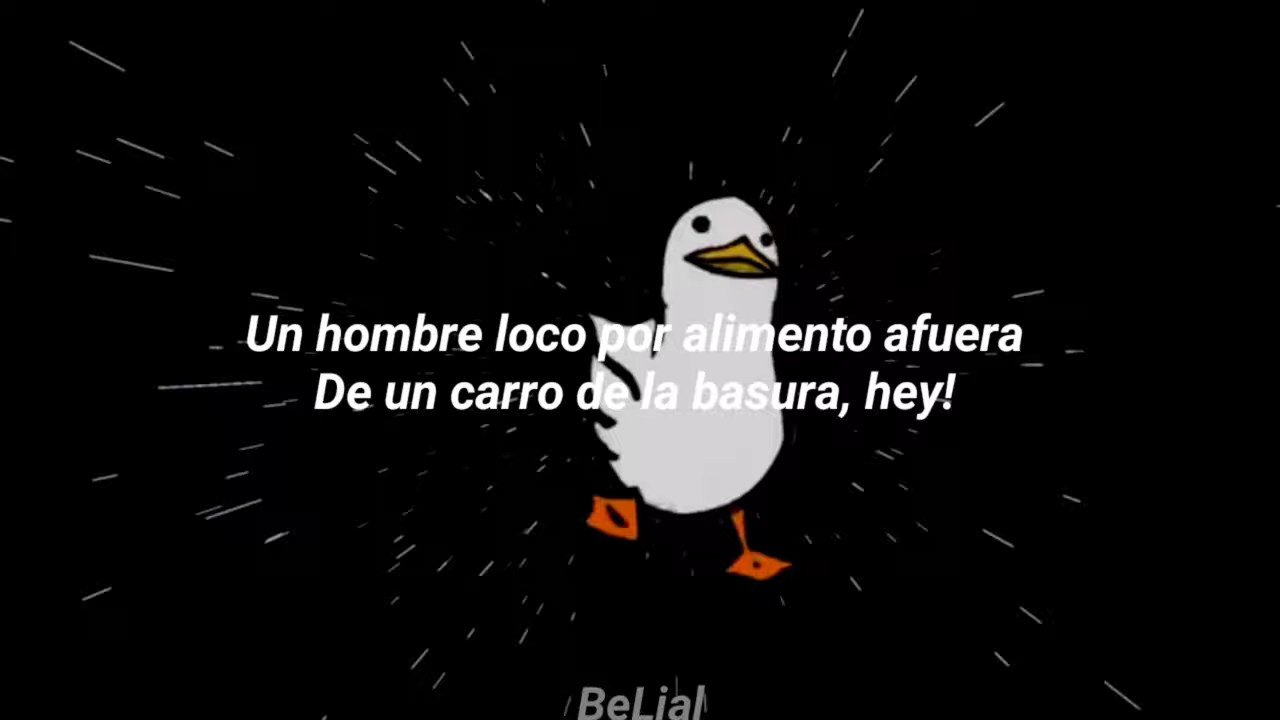 Un hombre loco por alimento afuera
De un carro de la basura, hey!
BeLial